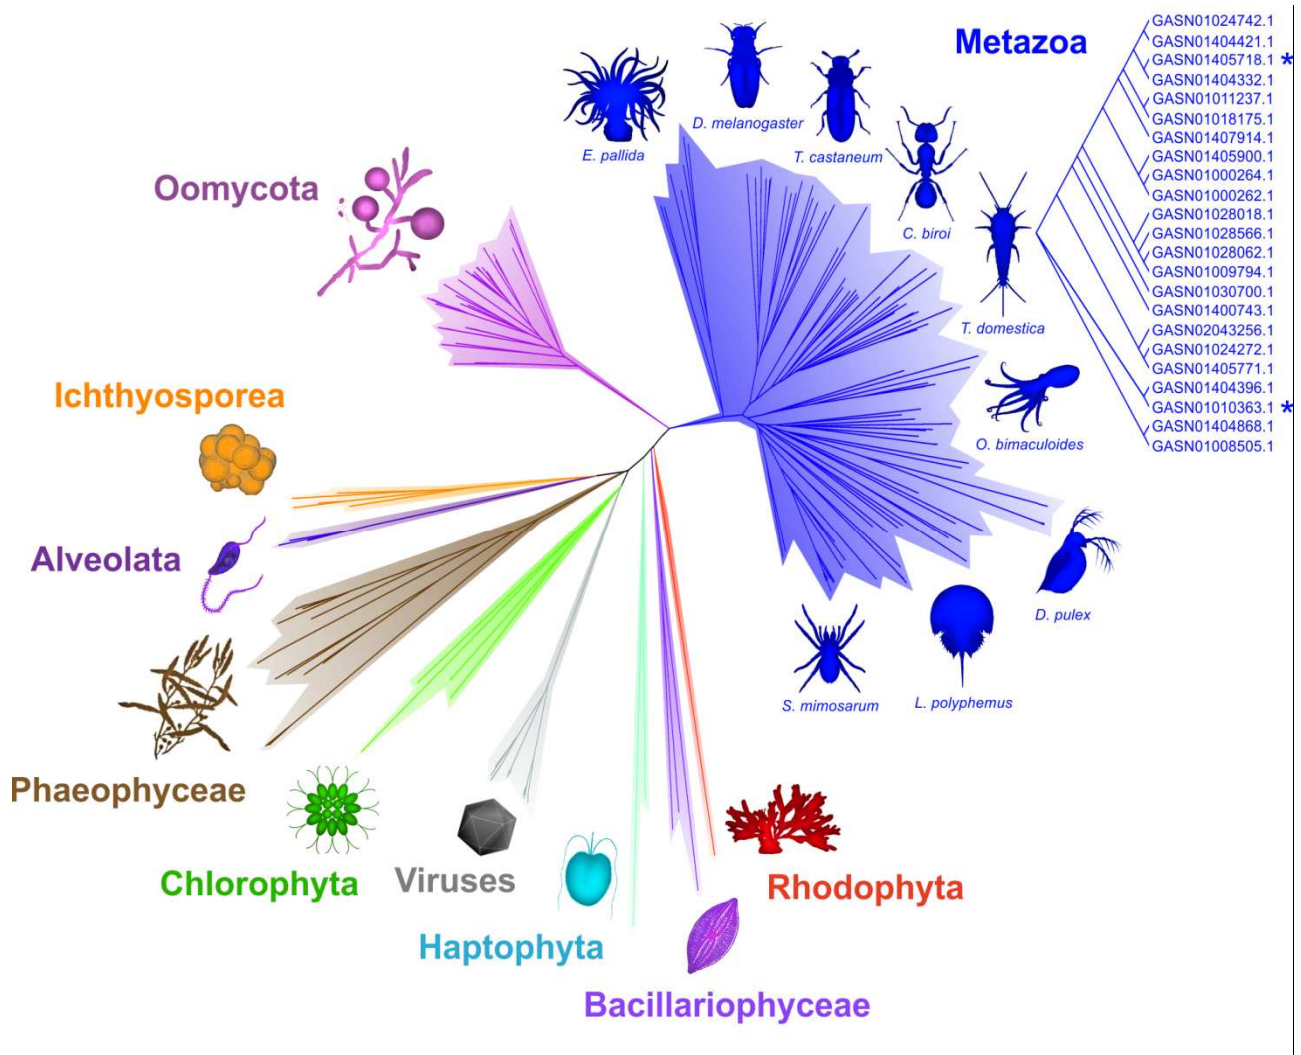 Metazoa
GASN01024742.1
GASN01404421.1
GASN01405718.1 *
GASN01404332.1
GASN01011237.1
GASN01018175.1
GASN01407914.1
GASN01405900.1
GASN01000264.1
GASN01000262.1
GASN01028018.1
GASN01028566.1
GASN01028062.1
GASN01009794.1
GASN01030700.1
GASN01400743.1
GASN02043256.1
GASN01024272.1
GASN01405771.1
GASN01404396.1
GASN01010363.1 *
GASN01404868.1
GASN01008505.1
E. pallida
D. melanogaster
T. castaneum
C. biroi
T. domestica
O. bimaculoides
D. pulex
L. polyphemus
S. mimosarum
Oomycota
Ichthyosporea
Alveolata
Phaeophyceae
Chlorophyta
Viruses
Haptophyta
Bacillariophyceae
Rhodophyta